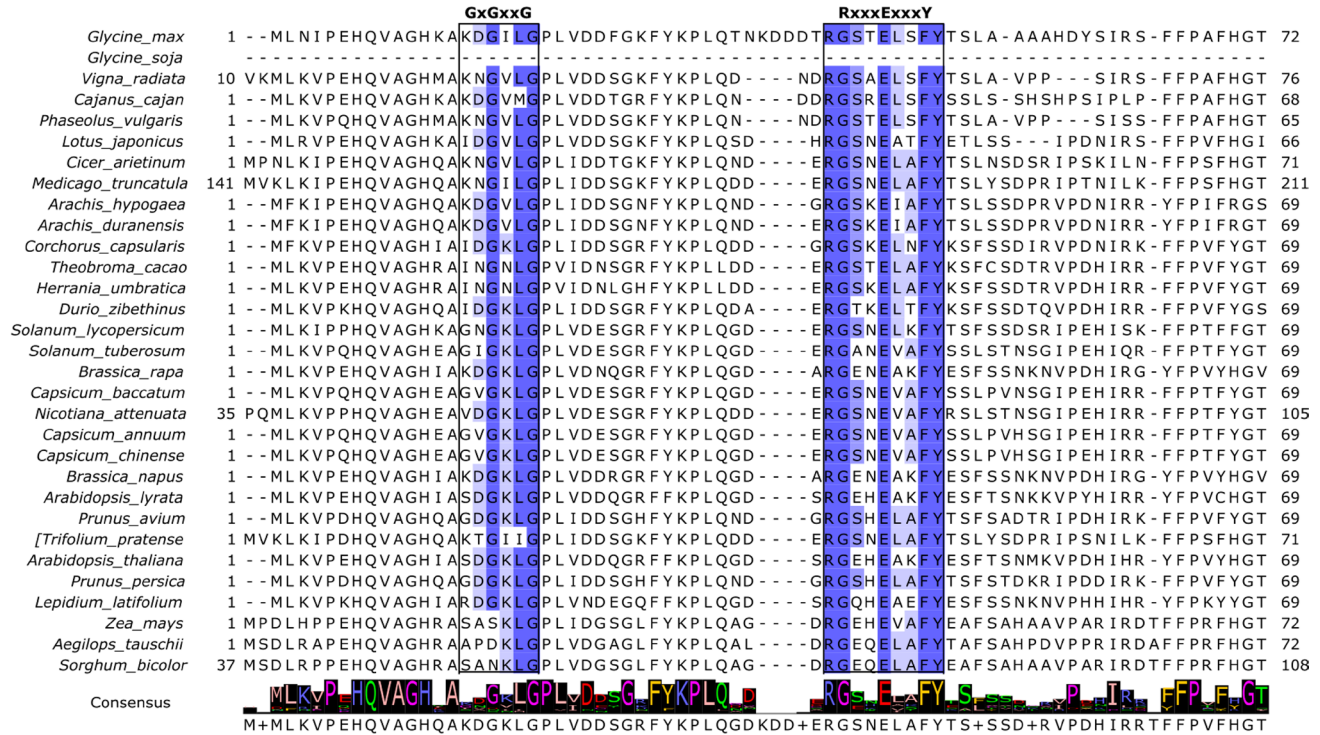 GxGxxG RxxxExxxY
Glycine_max 1 --MLNIPEHQVAGHKAKDGILGPLVDDFGKFYKPLQTNKDDDTRGSTELSFYTSLA-AAAHDYSIRS-FFPAFHGT 72
Glycine_soja ----------------------------------------------------------------------------
Vigna_radiata 10 VKMLKVPEHQVAGHMAKNGVLGPLVDDSGKFYKPLQD----NDRGSAELSFYTSLA-VPP---SIRS-FFPAFHGT 76
Cajanus_cajan 1 --MLKVPEHQVAGHKAKDGVMGPLVDDTGRFYKPLQN----DDRGSRELSFYSSLS-SHSHPSIPLP-FFPAFHGT 68
Phaseolus_vulgaris 1 --MLKVPQHQVAGHMAKNGVLGPLVDDSGKFYKPLQN----NDRGSTELSFYTSLA-VPP---SISS-FFPAFHGT 65
Lotus_japonicus 1 --MLRVPEHQVAGHKAIDGVLGPLVDDSGKFYKPLQSD----HRGSNEATFYETLSS---IPDNIRS-FFPVFHGI 66
Cicer_arietinum 1 MPNLKIPEHQVAGHQAKNGVLGPLIDDTGKFYKPLQND----ERGSNELAFYTSLNSDSRIPSKILN-FFPSFHGT 71
Medicago_truncatula 141 MVKLKIPEHQVAGHQAKNGILGPLIDDSGKFYKPLQDD----ERGSNELAFYTSLYSDPRIPTNILK-FFPSFHGT 211
Arachis_hypogaea 1 --MFKIPEHQVAGHQAKDGVLGPLIDDSGNFYKPLQND----GRGSKEIAFYTSLSSDPRVPDNIRR-YFPIFRGS 69
Arachis_duranensis 1 --MFKIPEHQVAGHQAKDGVLGPLIDDSGNFYKPLQDD----ERGSKEIAFYTSLSSDPRVPDNIRR-YFPIFRGT 69
Corchorus_capsularis 1 --MFKVPEHQVAGHIAIDGKLGPLVDDSGRFYKPLQDD----GRGSKELNFYKSFSSDIRVPDNIRK-FFPVFYGT 69
Theobroma_cacao 1 --MLKVPEHQVAGHRAINGNLGPVIDNSGRFYKPLLDD----ERGSTELAFYKSFCSDTRVPDHIRR-FFPVFYGT 69
Herrania_umbratica 1 --MLKVPEHQVAGHRAINGNLGPVIDNLGHFYKPLLDD----ERGSKELAFYKSFSSDTRVPDHIRR-FFPVFYGT 69
Durio_zibethinus 1 --MLKVPKHQVAGHQAIDGKLGPLVDDSGRFYKPLQDA----ERGTKELTFYKSFSSDTQVPDHIRR-FFPVFYGS 69
Solanum_lycopersicum 1 --MLKIPPHQVAGHKAGNGKLGPLVDDSGRFYKPLQGD----ERGSNELKFYTSFSSDSRIPEHISK-FFPTFFGT 69
Solanum_tuberosum 1 --MLKVPQHQVAGHEAGIGKLGPLVDESGRFYKPLQGD----ERGANEVAFYSSLSTNSGIPEHIQR-FFPTFYGT 69
Brassica_rapa 1 --MLKVPEHQVAGHIAKDGKLGPLVDNQGRFYKPLQGD----ARGENEAKFYESFSSNKNVPDHIRG-YFPVYHGV 69
Capsicum_baccatum 1 --MLKVPQHQVAGHEAGVGKLGPLVDESGRFYKPLQGD----ERGSNEVAFYSSLPVNSGIPEHIRR-FFPTFYGT 69
Nicotiana_attenuata 35 PQMLKVPPHQVAGHEAVDGKLGPLVDESGRFYKPLQDD----ERGSNEVAFYRSLSTNSGIPEHIRR-FFPTFYGT 105
Capsicum_annuum 1 --MLKVPQHQVAGHEAGVGKLGPLVDESGRFYKPLQGD----ERGSNEVAFYSSLPVHSGIPEHIRR-FFPTFYGT 69
Capsicum_chinense 1 --MLKVPQHQVAGHEAGVGKLGPLVDESGRFYKPLQGD----ERGSNEVAFYSSLPVHSGIPEHIRR-FFPTFYGT 69
Brassica_napus 1 --MLKVPEHQVAGHIAKDGKLGPLVDDRGRFYKPLQGD----ARGENEAKFYESFSSNKNVPDHIRG-YFPVYHGV 69
Arabidopsis_lyrata 1 --MLKVPEHQVAGHIASDGKLGPLVDDQGRFFKPLQGD----SRGEHEAKFYESFTSNKKVPYHIRR-YFPVCHGT 69
Prunus_avium 1 --MLKVPDHQVAGHQAGDGKLGPLIDDSGHFYKPLQND----GRGSHELAFYTSFSADTRIPDHIRK-FFPVFYGT 69
[Trifolium_pratense 1 MVKLKIPEHQVAGHQAKTGIIGPLIDDSGKFYKPLQDD----SRGSNELAFYTSLYSDPRIPSNILK-FFPSFHGT 71
Arabidopsis_thaliana 1 --MLKVPEHQVAGHIASDGKLGPLVDDQGRFFKPLQGD----SRGEHEAKFYESFTSNMKVPDHIHR-YFPVYHGT 69
Prunus_persica 1 --MLKVPDHQVAGHQAGDGKLGPLIDDSGHFYKPLQND----GRGSHELAFYTSFSTDKRIPDDIRK-FFPVFYGT 69
Lepidium_latifolium 1 --MLKVPKHQVAGHIARDGKLGPLVNDEGQFFKPLQGD----SRGQHEAEFYESFSSNKNAVPHHIHR-YFPKYYGT 69
Zea_mays 1 MPDLHPPEHQVAGHRASASKLGPLIDGSGLFYKPLQAG----DRGEHEVAFYEAFSAHAAVPARIRDTFFPRFHGT 72
Aegilops_tauschii 1 MSDLRAPEHQVAGHRAAPDKLGPLVDGAGLFYKPLQAL----DRGEQELAFYTAFSAHPDVPPRIRDAFFPRFHGT 72
Sorghum_bicolor 37 MSDLRPPEHQVAGHRASANKLGPLVDGSGLFYKPLQAG----DRGEQELAFYEAFSAHAAVPARIRDTFFPRFHGT 108
Consensus
M+MLKVPEHQVAGHQAKDGKLGPLVDDSGRFYKPLQGDKDD+ERGSNELAFYTS+SSD+RVPDHIRRTFFPVFHGT